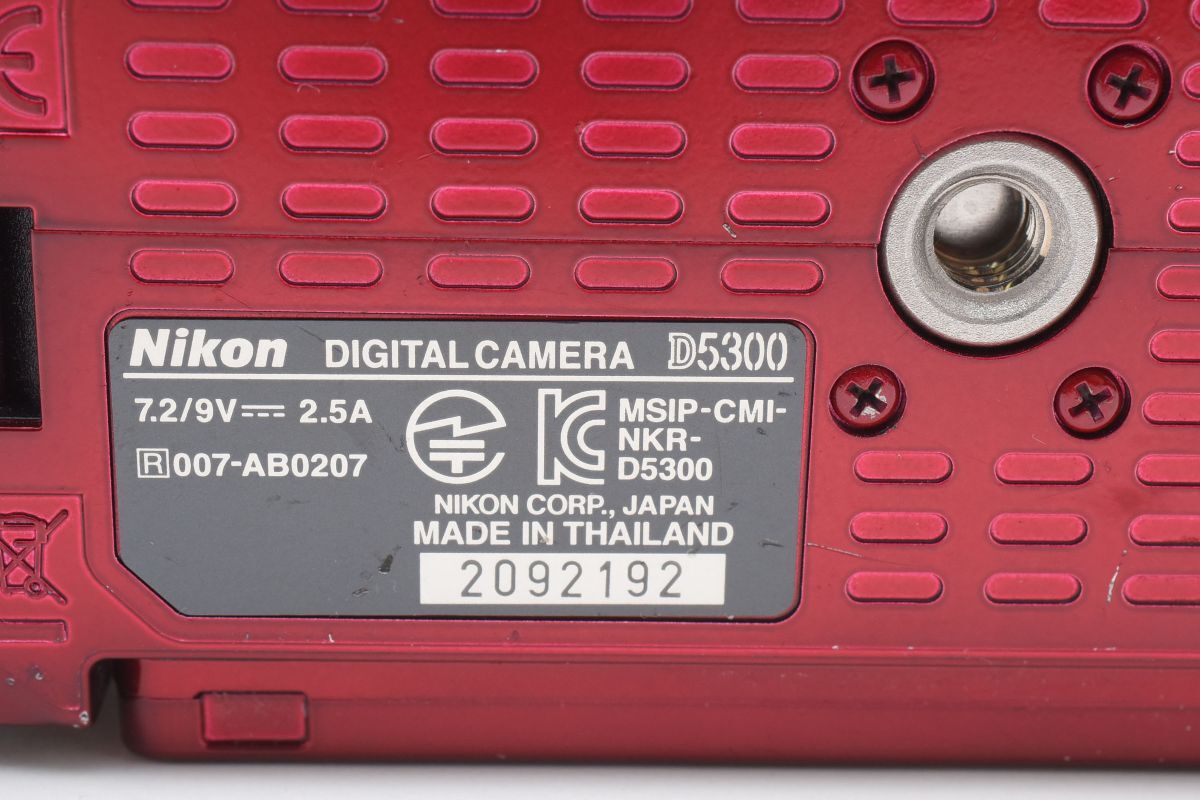 Nikon DIGITAL CAMERA D5300
7.2/9V⎓ 2.5A
R 007-AB0207
MSIP-CMI-
NKR-
D5300
NIKON CORP., JAPAN
MADE IN THAILAND
2092192